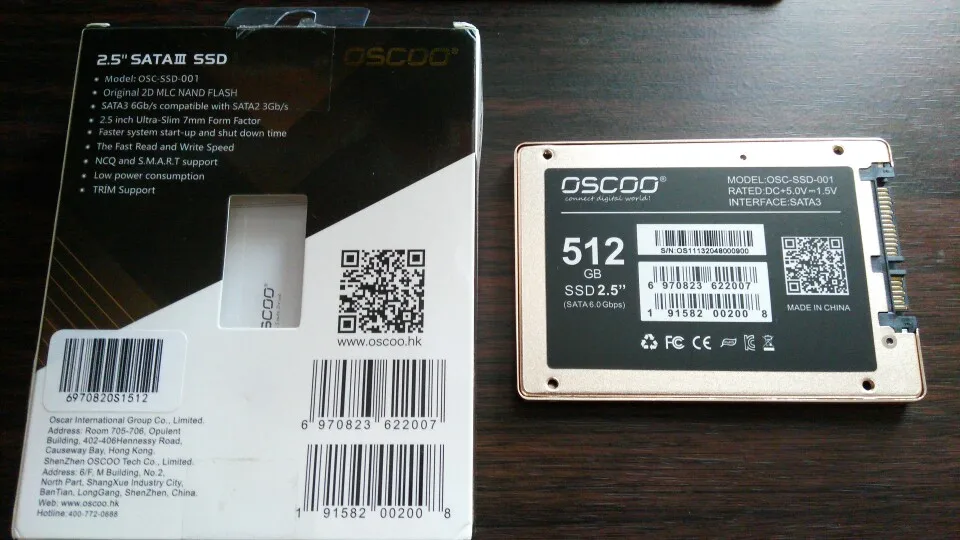 2.5" SATAⅢ SSD
OSCOO®
• Model: OSC-SSD-001
• Original 2D MLC NAND FLASH
• SATA3 6Gb/s compatible with SATA2 3Gb/s
• 2.5 inch Ultra-Slim 7mm Form Factor
• Faster system start-up and shut down time
• The Fast Read and Write Speed
• NCQ and S.M.A.R.T support
• Low power consumption
• TRIM Support
SCOO
www.oscoo.hk
6970820S1512
6 970823 622007
1 91582 00200 8
Oscar International Group Co., Limited.
Address: Room 705-706, Opulent
Building, 402-406Hennessy Road,
Causeway Bay, Hong Kong.
ShenZhen OSCOO Tech Co., Limited.
Address: 6/F, M Building, No.2,
North Part, ShangXue Industry City,
BanTian, LongGang, ShenZhen, China.
Web: www.oscoo.hk
Hotline: 400-772-0888
OSCOO®
connect digital world!
MODEL:OSC-SSD-001
RATED:DC+5.0V⎓1.5V
INTERFACE:SATA3
512
GB
SSD 2.5"
(SATA 6.0Gbps)
S/N:OS11132048000900
6 970823 622007
1 91582 00200 8
MADE IN CHINA
FC CE